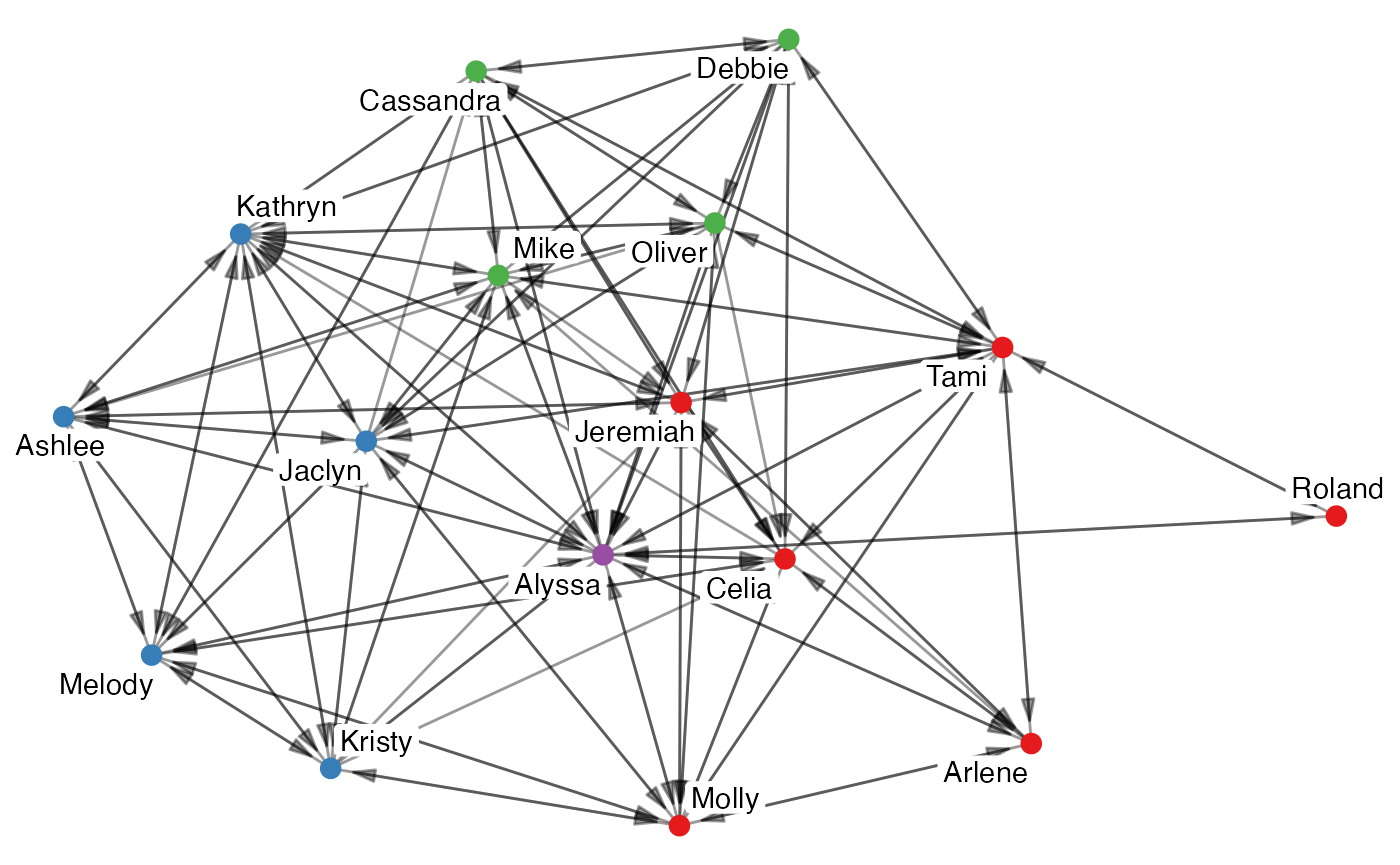 Debbie
Cassandra
Kathryn
Mike
Oliver
Tami
Jeremiah
Ashlee
Jaclyn
Roland
Alyssa
Celia
Melody
Kristy
Arlene
Molly